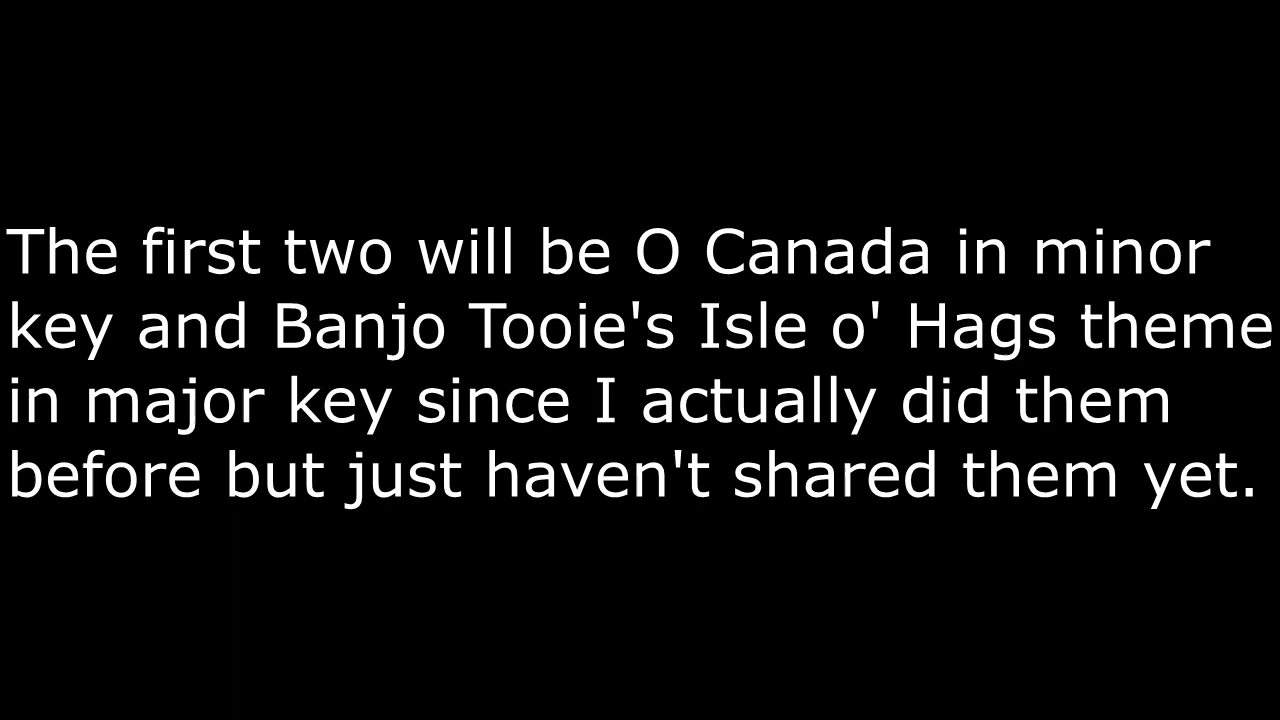 The first two will be O Canada in minor
key and Banjo Tooie's Isle o' Hags theme
in major key since I actually did them
before but just haven't shared them yet.